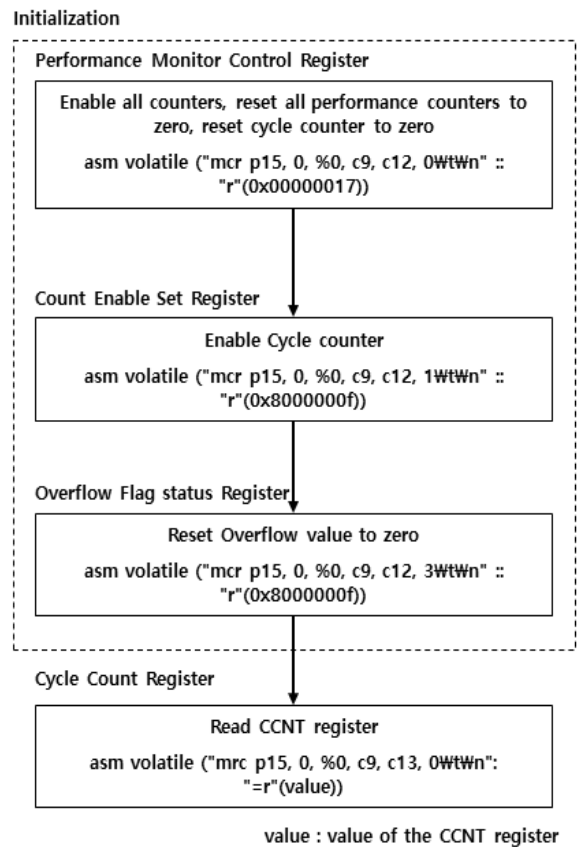 Initialization
Performance Monitor Control Register
Enable all counters, reset all performance counters to
zero, reset cycle counter to zero
asm volatile ("mcr p15, 0, %0, c9, c12, 0₩t₩n" ::
"r"(0x00000017))
Count Enable Set Register
Enable Cycle counter
asm volatile ("mcr p15, 0, %0, c9, c12, 1₩t₩n" ::
"r"(0x8000000f))
Overflow Flag status Register
Reset Overflow value to zero
asm volatile ("mcr p15, 0, %0, c9, c12, 3₩t₩n" ::
"r"(0x8000000f))
Cycle Count Register
Read CCNT register
asm volatile ("mrc p15, 0, %0, c9, c13, 0₩t₩n":
"=r"(value))
value : value of the CCNT register